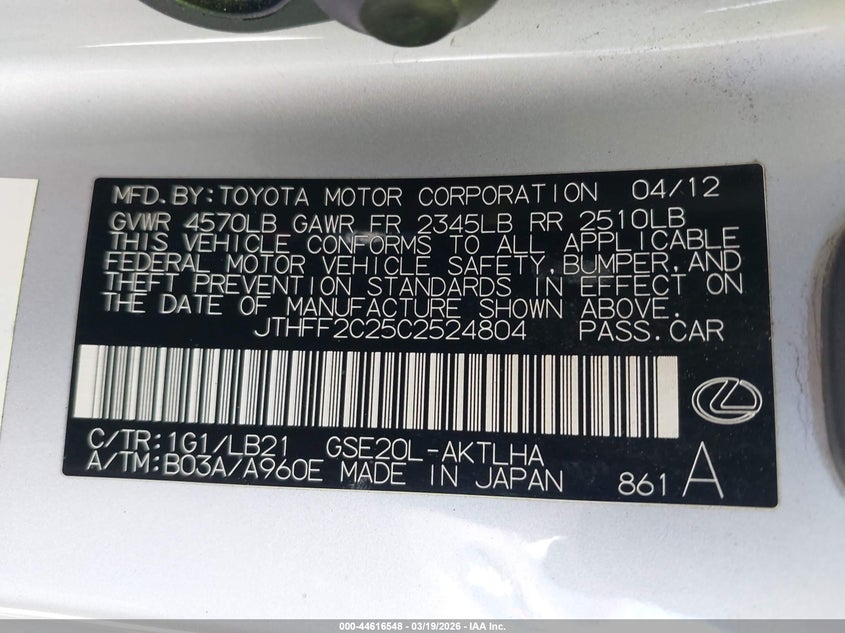 MFD.BY:TOYOTA MOTOR CORPORATION 04/12
GVWR 4570LB GAWR FR 2345LB RR 2510LB
THIS VEHICLE CONFORMS TO ALL APPLICABLE
FEDERAL MOTOR VEHICLE SAFETY,BUMPER,AND
THEFT PREVENTION STANDARDS IN EFFECT ON
THE DATE OF MANUFACTURE SHOWN ABOVE.
JTHFF2C25C2524804 PASS.CAR
C/TR:1G1/LB21 GSE20L-AKTLHA
A/TM:B03A/A960E MADE IN JAPAN 861 A
000-44616548 - 03/19/2026 - IAA Inc.